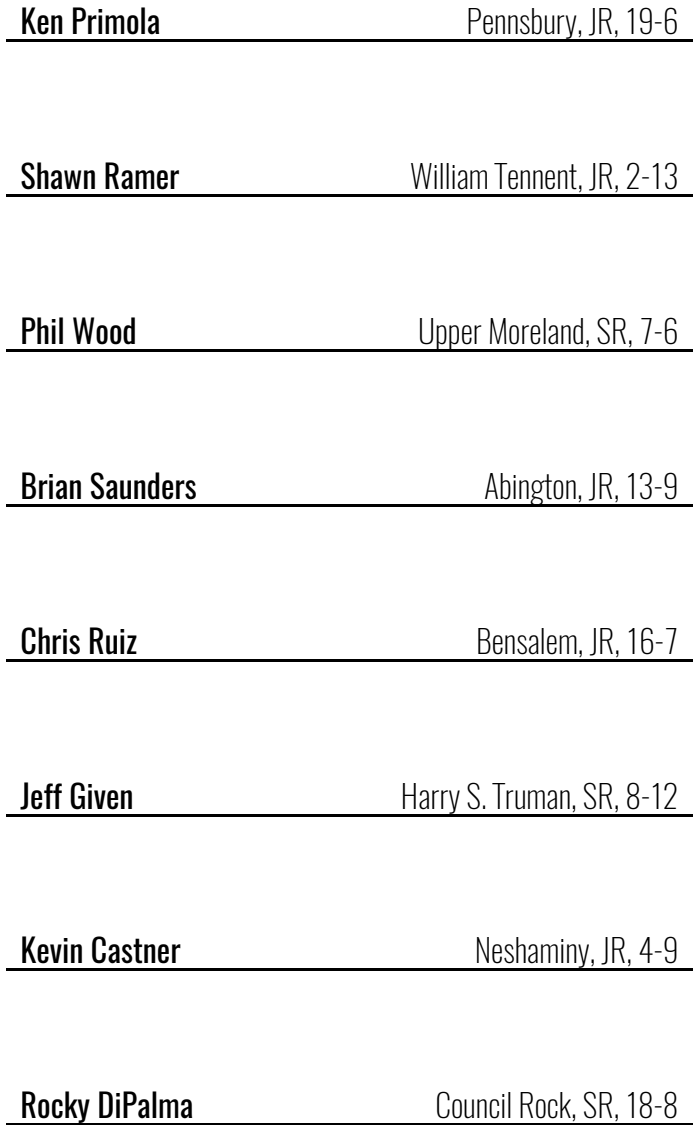 Ken Primola Pennsbury, JR, 19-6
Shawn Ramer William Tennent, JR, 2-13
Phil Wood Upper Moreland, SR, 7-6
Brian Saunders Abington, JR, 13-9
Chris Ruiz Bensalem, JR, 16-7
Jeff Given Harry S. Truman, SR, 8-12
Kevin Castner Neshaminy, JR, 4-9
Rocky DiPalma Council Rock, SR, 18-8